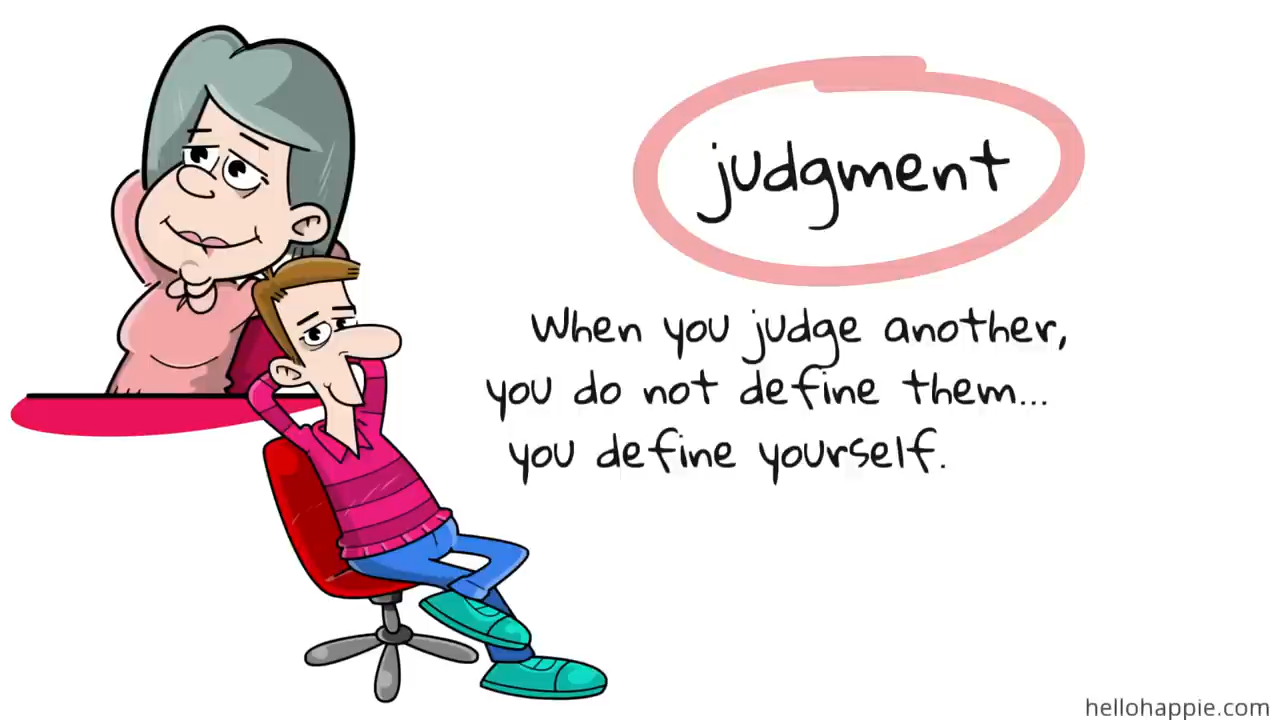 judgment
When you judge another,
you do not define them...
you define yourself.
hellohappie.com